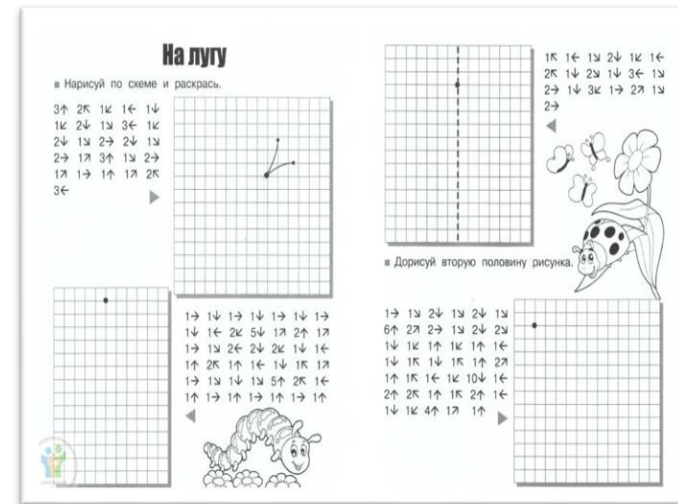 На лугу
■ Нарисуй по схеме и раскрась.
3↑ 2↖ 1↙ 1← 1↓
1↙ 2↓ 1↘ 3← 1↙
2↓ 1↘ 2→ 2↓ 1↘
2→ 1↗ 3↑ 1↘ 2→
1↗ 1→ 1↑ 1↗ 2↖
3←
1→ 1↓ 1→ 1↓ 1→ 1↓ 1→
1↓ 1← 2↙ 5↓ 1↗ 2↑ 1↗
1→ 1↘ 2← 2↓ 2↙ 1↓ 1←
1↑ 2↖ 1↑ 1← 1↓ 1↖ 1↗
1→ 1↘ 1↓ 1↘ 5↑ 2↖ 1←
1↑ 1→ 1↑ 1→ 1↑ 1→ 1↑
1↖ 1← 1↘ 2↓ 1↙ 1←
2↖ 1↓ 2↘ 1↓ 3← 1↘
2→ 1↓ 3↙ 1→ 2↗ 1↘
2→
■ Дорисуй вторую половину рисунка.
1→ 1↘ 2↓ 1↘ 2↓ 1↘
6↑ 2↗ 2→ 1↘ 2↓ 2↘
1↓ 1↙ 1↑ 1↙ 1↑ 1←
1↓ 1↖ 1↓ 1↖ 1↑ 2↗
1↑ 1↖ 1← 1↙ 10↓ 1←
2↑ 2↖ 1↑ 1↖ 2↑ 1←
1↓ 1↙ 4↑ 1↗ 1↑